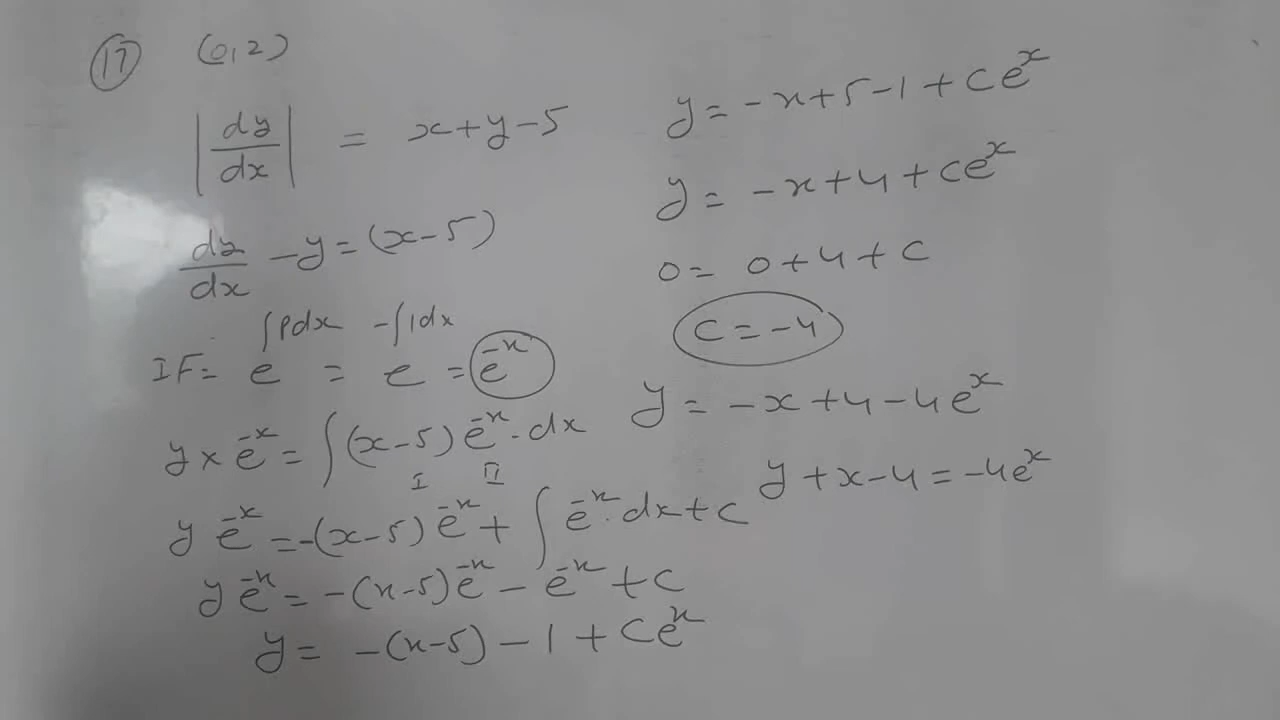 (17) (0,2)
|dy/dx| = x+y-5
dy/dx - y = (x-5)
IF = e^∫Pdx = e^-∫1dx = e^-x
y × e^-x = ∫(x-5) e^-x . dx
I II
y e^-x = -(x-5) e^-x + ∫ e^-x . dx + c
y e^-x = -(x-5) e^-x - e^-x + c
y = -(x-5) - 1 + Ce^x
y = -x+5-1+Ce^x
y = -x+4+Ce^x
0 = 0+4+C
C = -4
y = -x+4-4e^x
y+x-4 = -4e^x